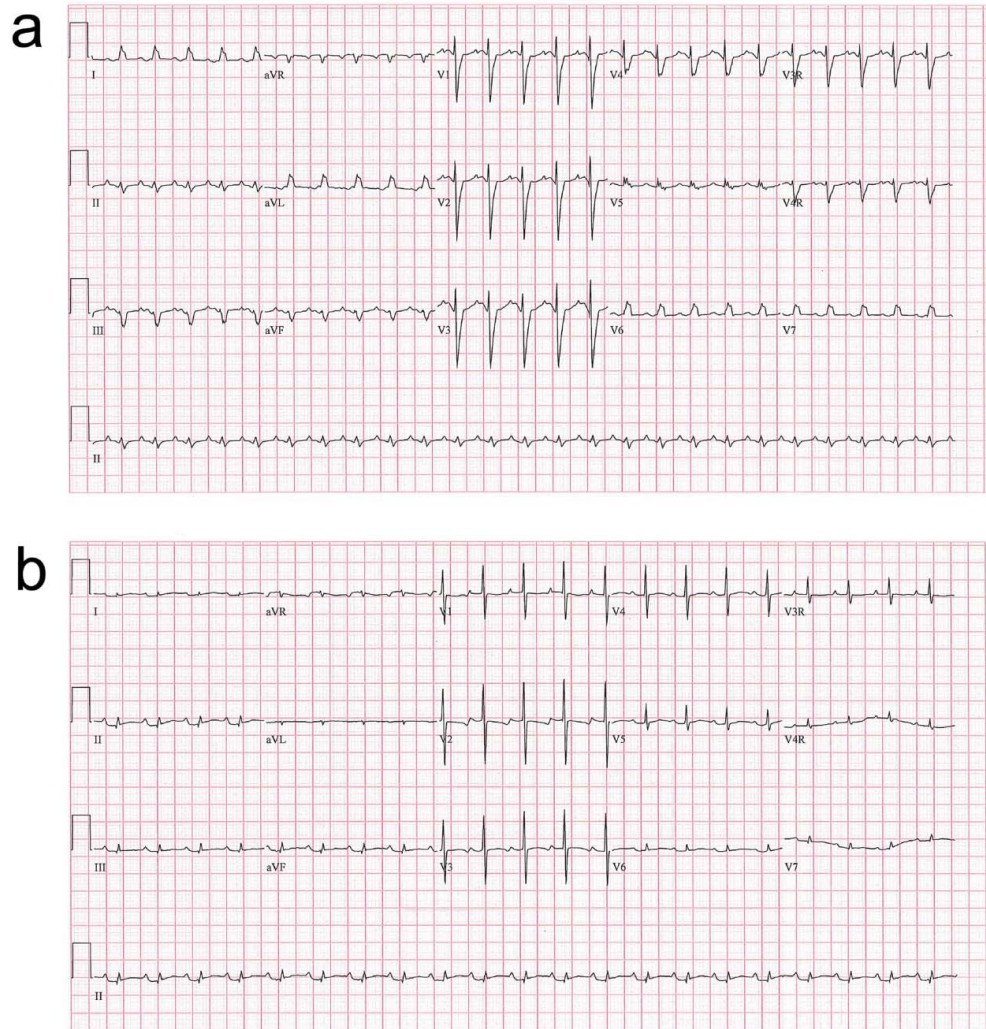 a
I aVR V1 V4 V3R
II aVL V2 V5 V4R
III aVF V3 V6 V7
II
b
I aVR V1 V4 V3R
II aVL V2 V5 V4R
III aVF V3 V6 V7
II